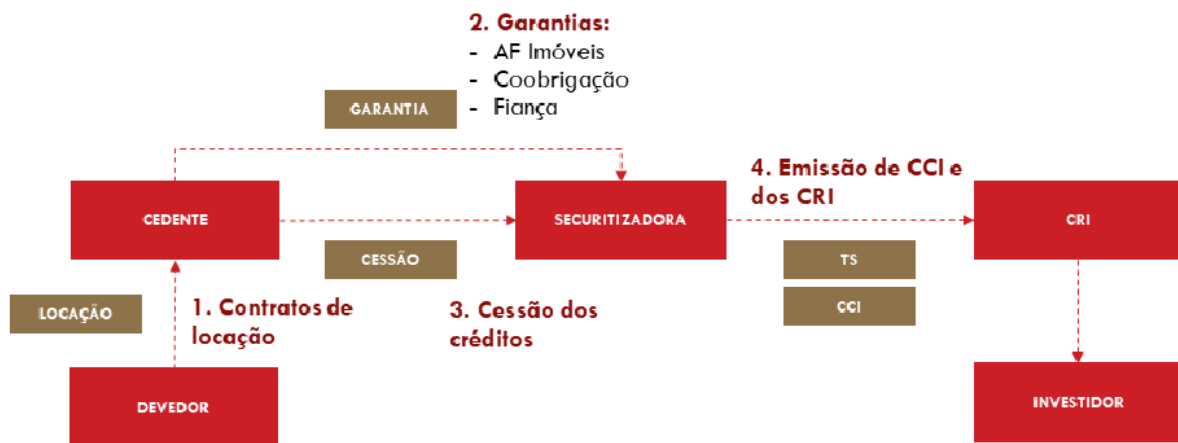 2. Garantias:
- AF Imóveis
- Coobrigação
- Fiança
GARANTIA
4. Emissão de CCI e
dos CRI
CEDENTE
SECURITIZADORA
CRI
CESSÃO
TS
LOCAÇÃO
1. Contratos de
locação
3. Cessão dos
créditos
CCI
DEVEDOR
INVESTIDOR